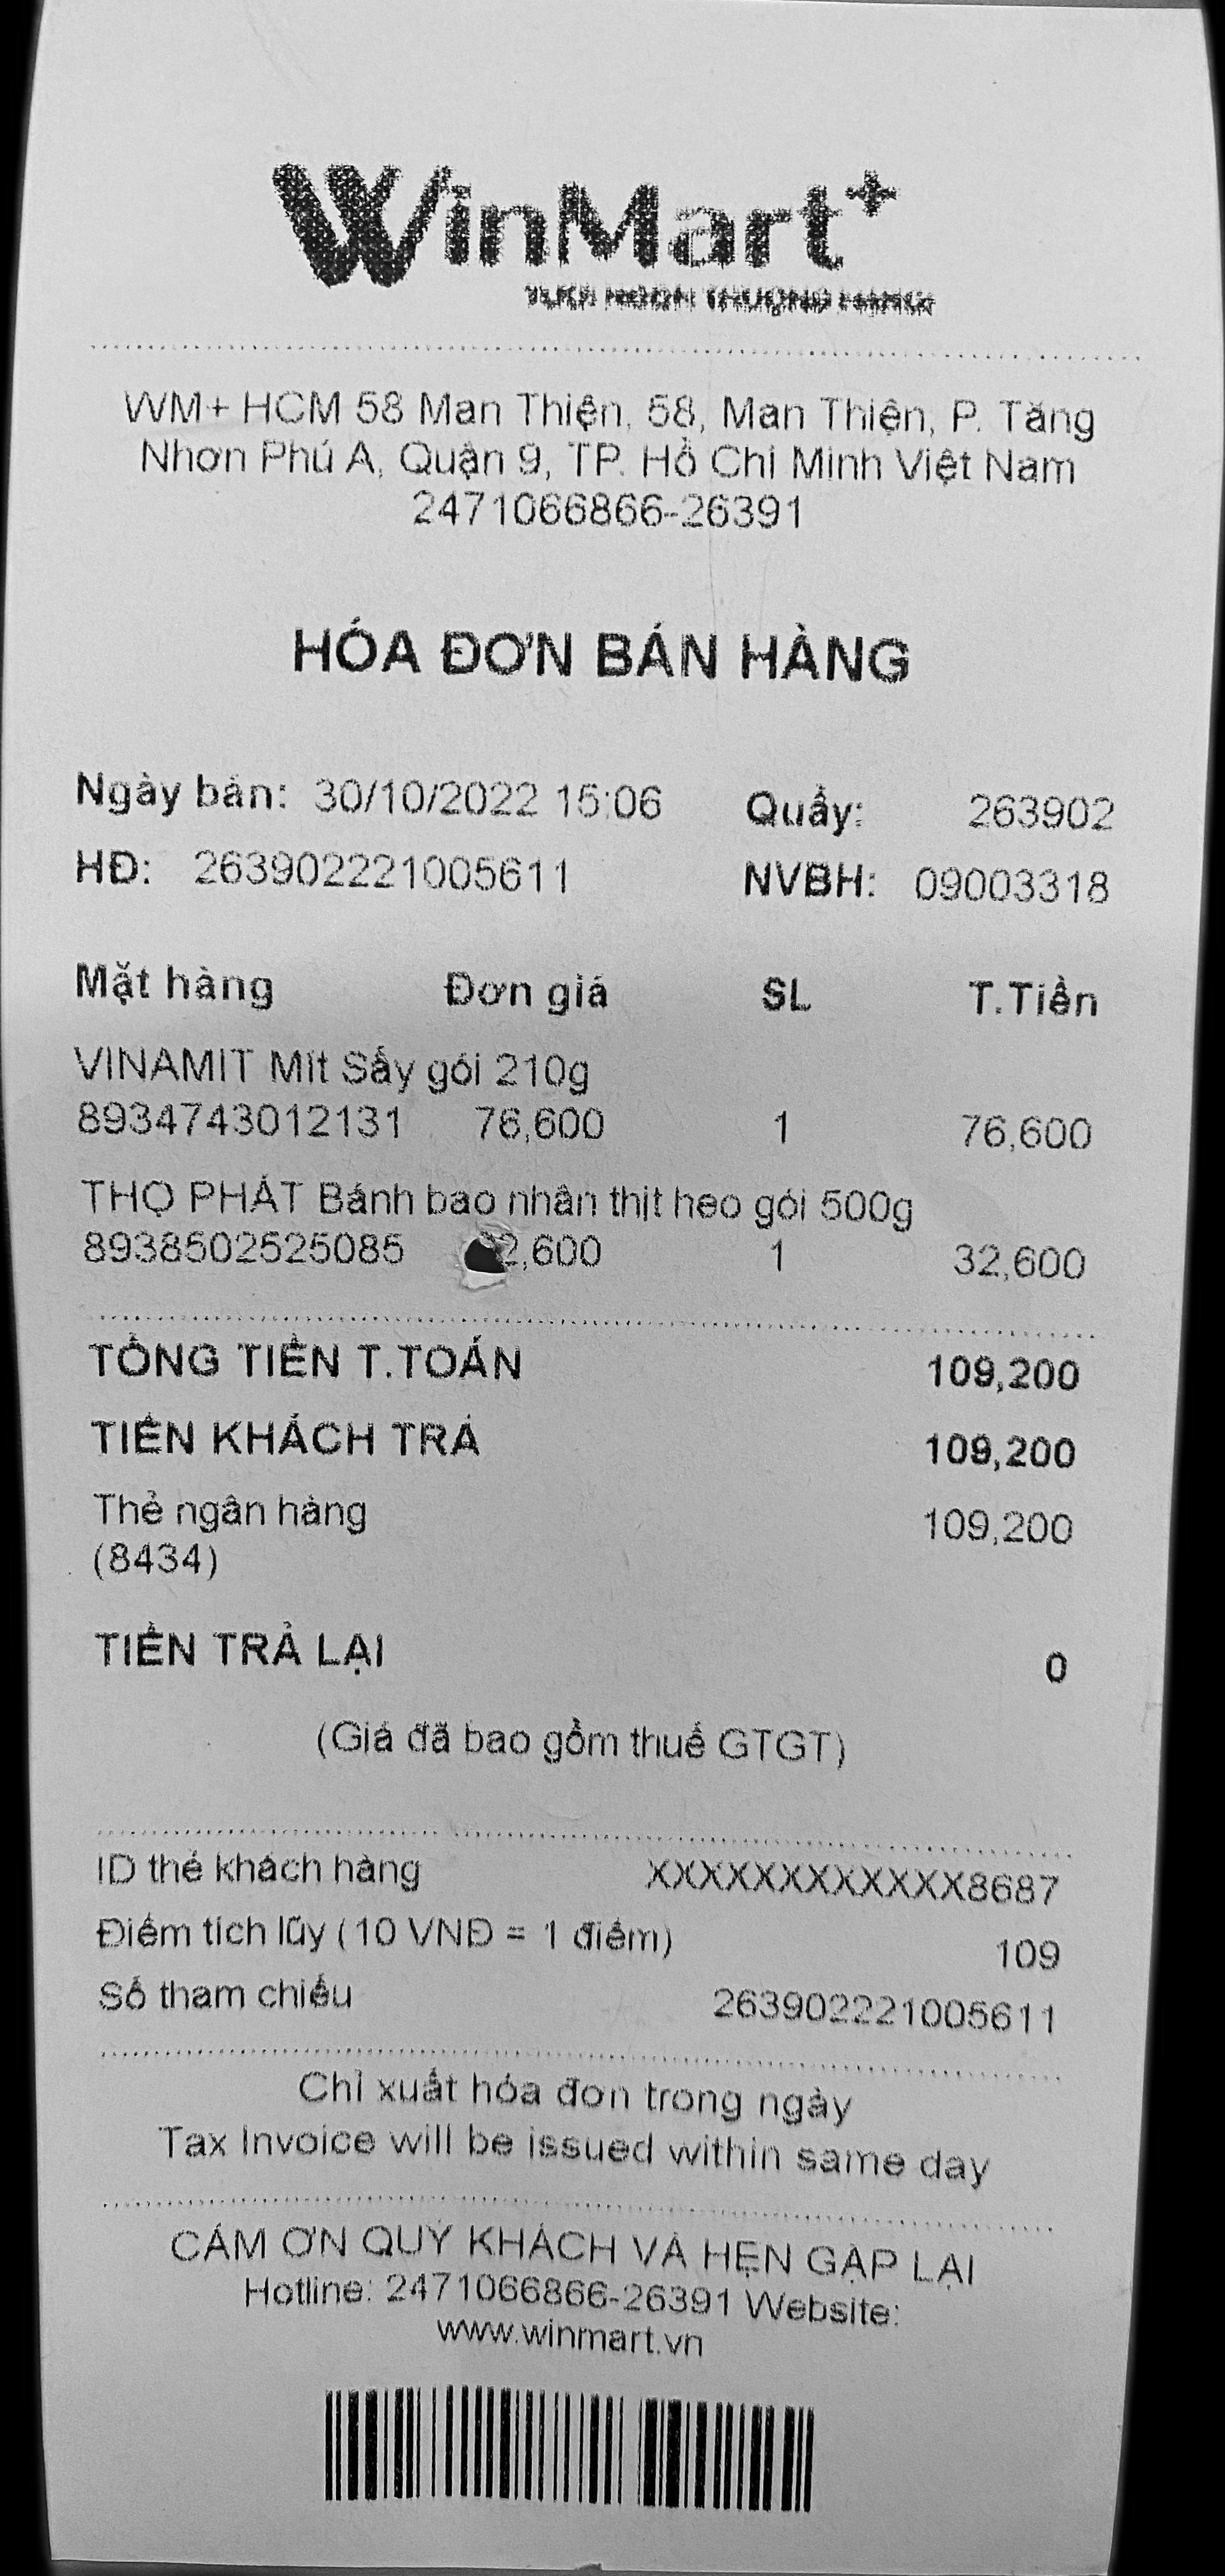 WinMart+
WM+ HCM 58 Man Thiện, 58, Man Thiện, P. Tăng
Nhơn Phú A, Quận 9, TP. Hồ Chí Minh Việt Nam
2471066866-26391
HÓA ĐƠN BÁN HÀNG
Ngày bán: 30/10/2022 15:06 Quầy: 263902
HĐ: 263902221005611 NVBH: 09003318
Mặt hàng Đơn giá SL T.Tiền
VINAMIT Mít Sấy gói 210g
8934743012131 76,600 1 76,600
THỌ PHÁT Bánh bao nhân thịt heo gói 500g
8938502525085 2,600 1 32,600
TỔNG TIỀN T.TOÁN 109,200
TIỀN KHÁCH TRẢ 109,200
Thẻ ngân hàng 109,200
(8434)
TIỀN TRẢ LẠI 0
(Giá đã bao gồm thuế GTGT)
ID thẻ khách hàng XXXXXXXXXXXX8687
Điểm tích lũy (10 VNĐ = 1 điểm) 109
Số tham chiếu 263902221005611
Chỉ xuất hóa đơn trong ngày
Tax Invoice will be issued within same day
CẢM ƠN QUÝ KHÁCH VÀ HẸN GẶP LẠI
Hotline: 2471066866-26391 Website:
www.winmart.vn